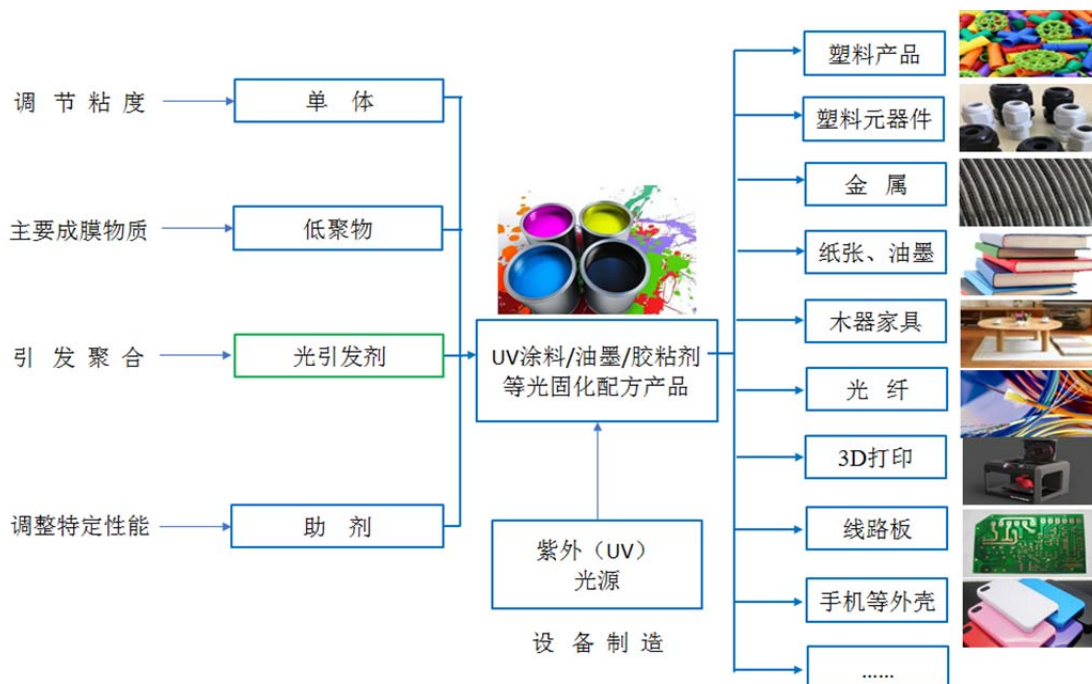 调节粘度
单体
主要成膜物质
低聚物
引发聚合
光引发剂
调整特定性能
助剂
UV涂料/油墨/胶粘剂
等光固化配方产品
紫外（UV）
光源
设备制造
塑料产品
塑料元器件
金属
纸张、油墨
木器家具
光纤
3D打印
线路板
手机等外壳
……